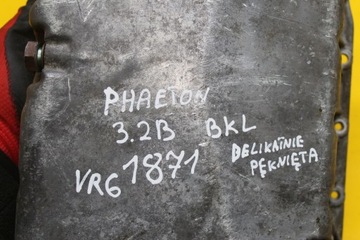 PHAETON
3.2B BKL
VR6 1871 DELIKATNIE
PĘKNIĘTA